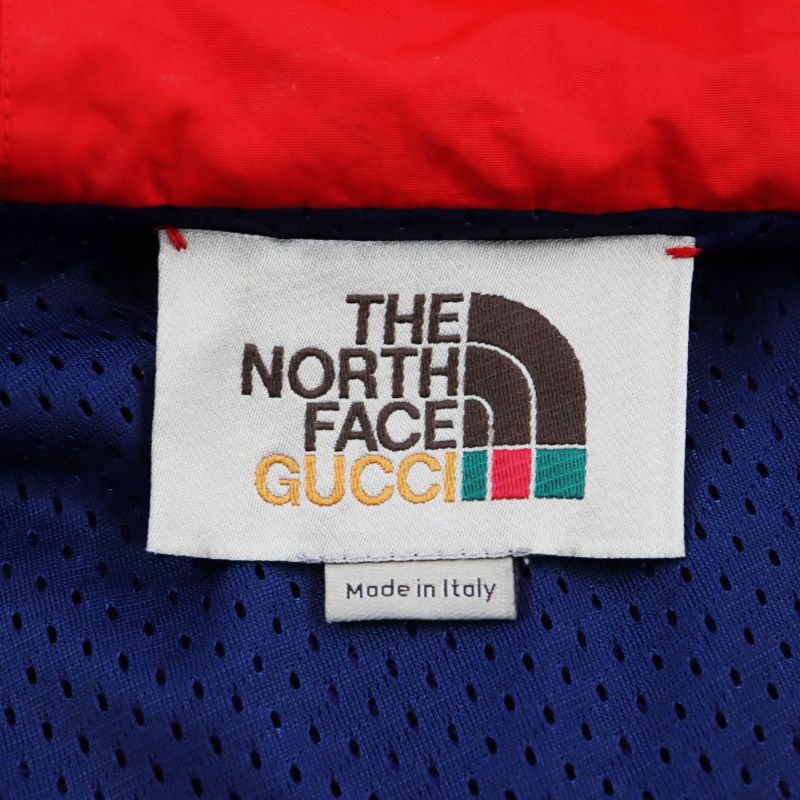 THE
NORTH
FACE
GUCCI
Made in Italy